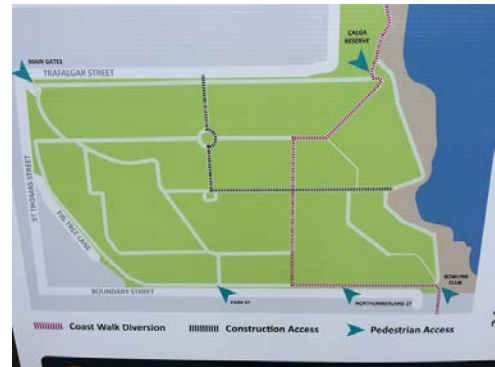 CALGA
RESERVE
MAIN GATES
TRAFALGAR STREET
ST THOMAS STREET
FIG TREE LANE
BOUNDARY STREET
PARK ST
NORTHUMBERLAND ST
BOWLING
CLUB
Coast Walk Diversion
Construction Access
Pedestrian Access